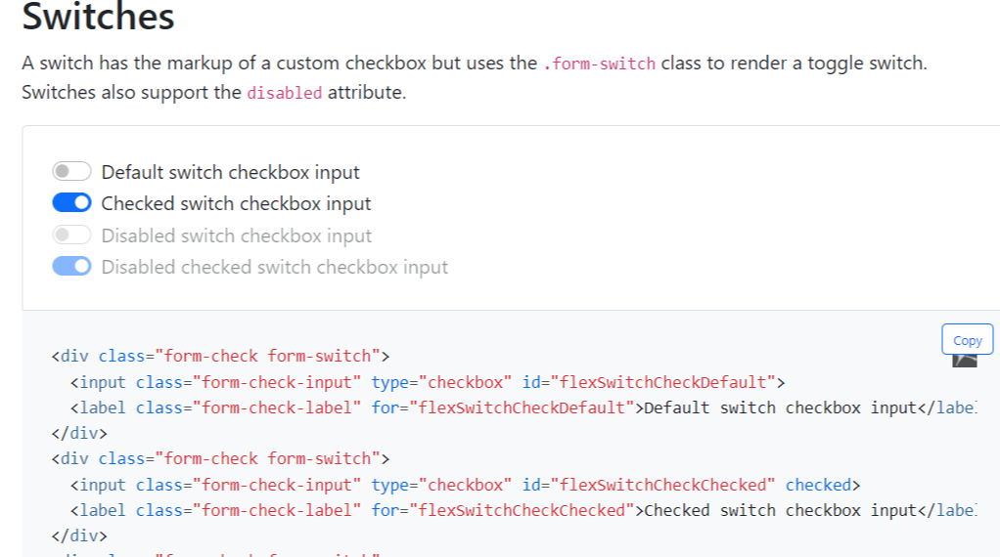 Switches
A switch has the markup of a custom checkbox but uses the .form-switch class to render a toggle switch.
Switches also support the disabled attribute.
Default switch checkbox input
Checked switch checkbox input
Disabled switch checkbox input
Disabled checked switch checkbox input
Copy
<div class="form-check form-switch">
  <input class="form-check-input" type="checkbox" id="flexSwitchCheckDefault">
  <label class="form-check-label" for="flexSwitchCheckDefault">Default switch checkbox input</label
</div>
<div class="form-check form-switch">
  <input class="form-check-input" type="checkbox" id="flexSwitchCheckChecked" checked>
  <label class="form-check-label" for="flexSwitchCheckChecked">Checked switch checkbox input</label
</div>